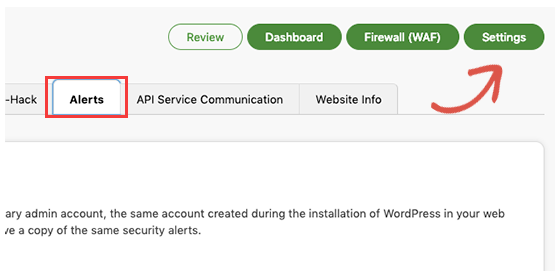 Review Dashboard Firewall (WAF) Settings
-Hack Alerts API Service Communication Website Info
ary admin account, the same account created during the installation of WordPress in your web
ve a copy of the same security alerts.